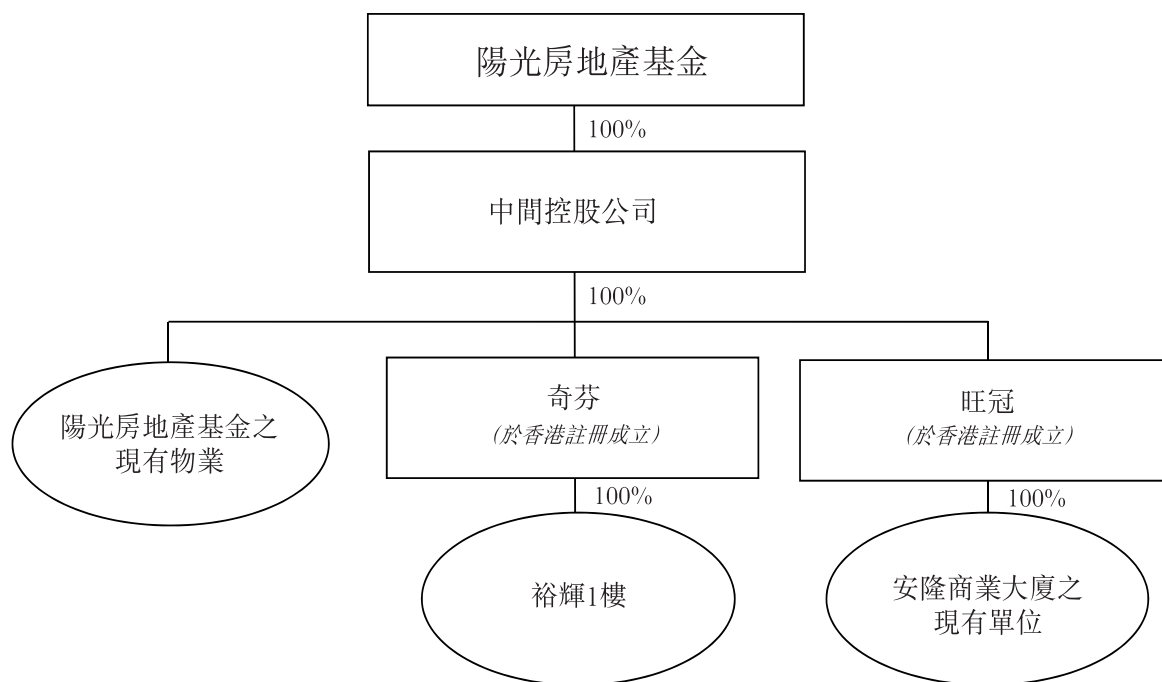 陽光房地產基金
100%
中間控股公司
100%
陽光房地產基金之
現有物業
奇芬
(於香港註冊成立)
100%
裕輝1樓
旺冠
(於香港註冊成立)
100%
安隆商業大廈之
現有單位